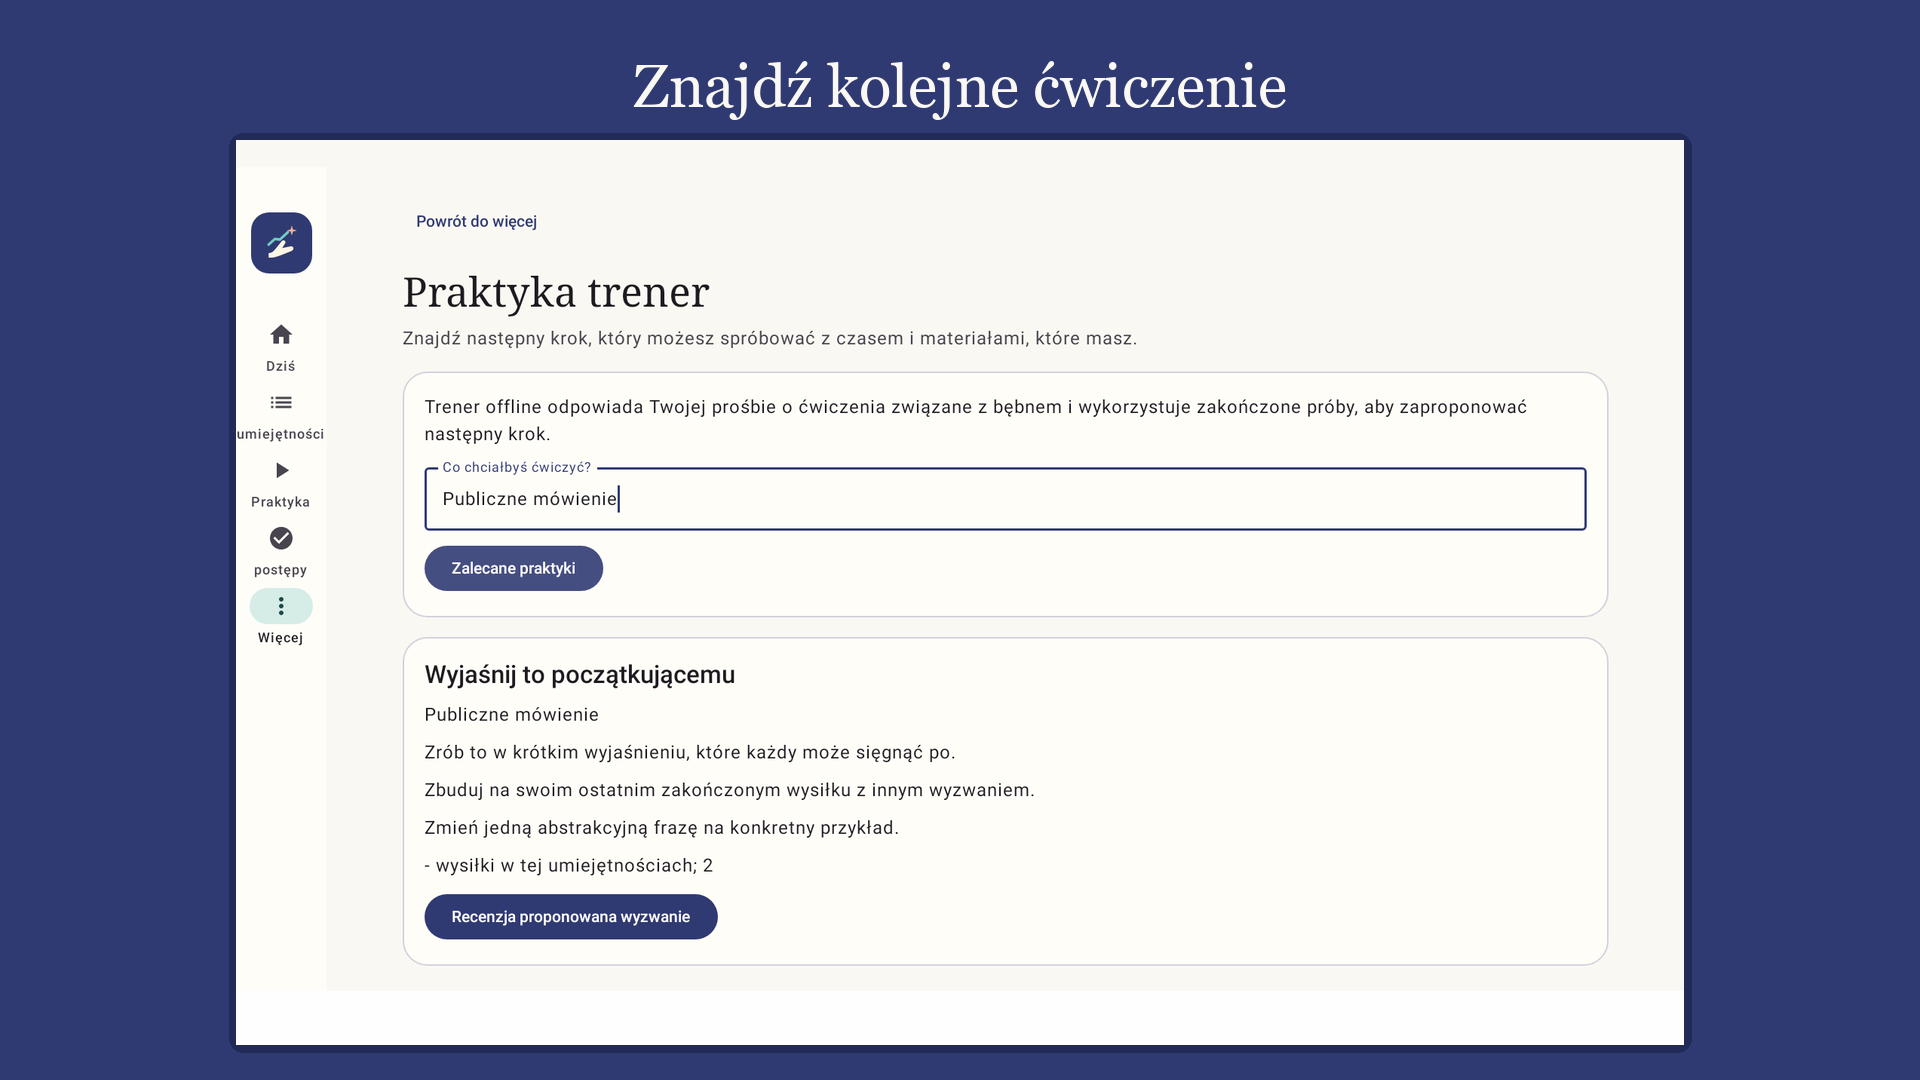 Znajdź kolejne ćwiczenie
Powrót do więcej
Praktyka trener
Znajdź następny krok, który możesz spróbować z czasem i materiałami, które masz.
Dziś
umiejętności
Praktyka
postępy
Więcej
Trener offline odpowiada Twojej prośbie o ćwiczenia związane z bębnem i wykorzystuje zakończone próby, aby zaproponować
następny krok.
Co chciałbyś ćwiczyć?
Publiczne mówienie
Zalecane praktyki
Wyjaśnij to początkującemu
Publiczne mówienie
Zrób to w krótkim wyjaśnieniu, które każdy może sięgnąć po.
Zbuduj na swoim ostatnim zakończonym wysiłku z innym wyzwaniem.
Zmień jedną abstrakcyjną frazę na konkretny przykład.
- wysiłki w tej umiejętnościach; 2
Recenzja proponowana wyzwanie